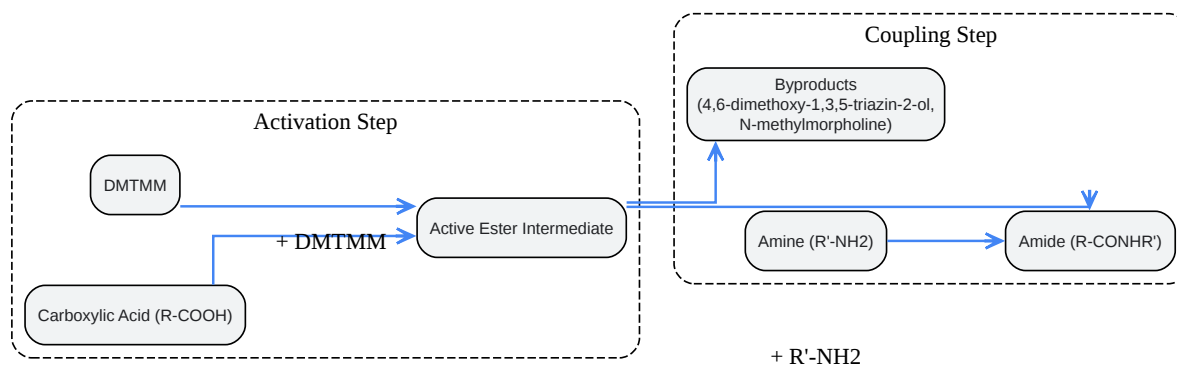 Coupling Step
Byproducts
(4,6-dimethoxy-1,3,5-triazin-2-ol,
N-methylmorpholine)
Activation Step
DMTMM
Active Ester Intermediate
+ DMTMM
Carboxylic Acid (R-COOH)
Amine (R'-NH2)
Amide (R-CONHR')
+ R'-NH2